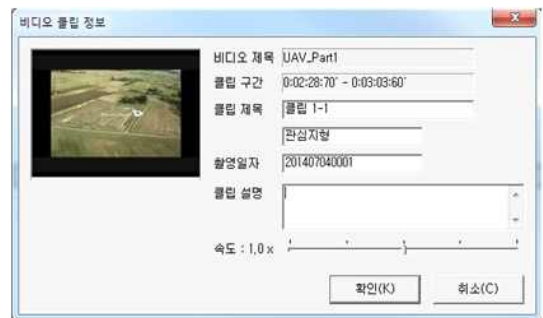 비디오 클립 정보
비디오 제목 UAV_Part1
클립 구간 0:02:28:70' - 0:03:03:60'
클립 제목 클립 1-1
관심지형
촬영일자 201407040001
클립 설명
속도 : 1.0 x
확인(K) 취소(C)